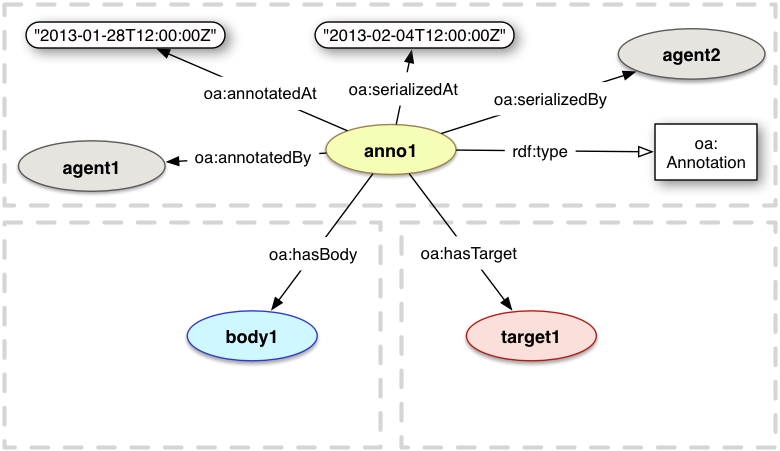 "2013-01-28T12:00:00Z"
"2013-02-04T12:00:00Z"
agent2
oa:annotatedAt
oa:serializedAt
oa:serializedBy
agent1
oa:annotatedBy
anno1
rdf:type
oa:
Annotation
oa:hasBody
oa:hasTarget
body1
target1